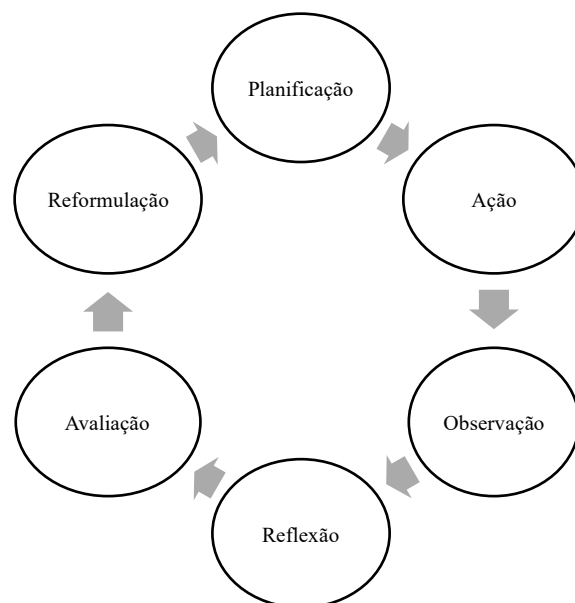 Planificação
Ação
Observação
Reflexão
Avaliação
Reformulação